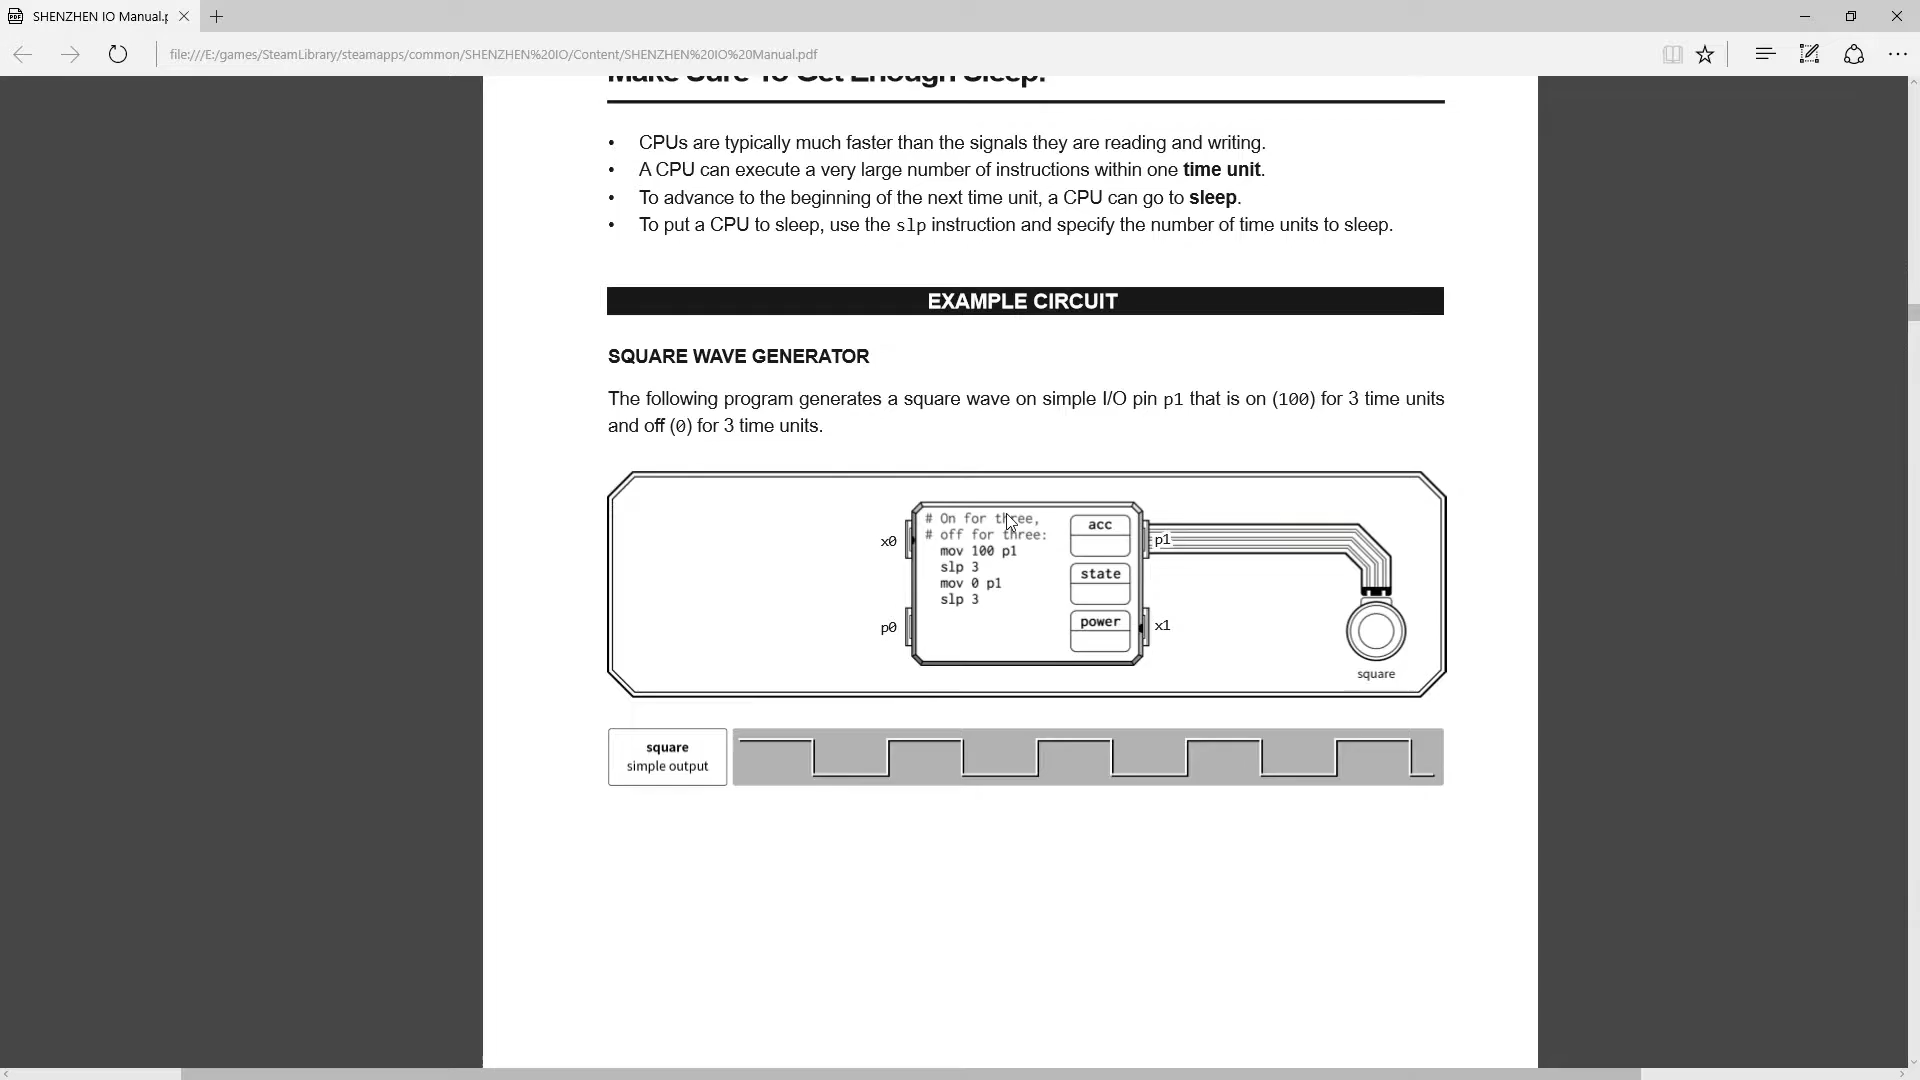 SHENZHEN IO Manual.p
file:///E:/games/SteamLibrary/steamapps/common/SHENZHEN%20IO/Content/SHENZHEN%20IO%20Manual.pdf
Make Sure To Get Enough Sleep!
• CPUs are typically much faster than the signals they are reading and writing.
• A CPU can execute a very large number of instructions within one time unit.
• To advance to the beginning of the next time unit, a CPU can go to sleep.
• To put a CPU to sleep, use the slp instruction and specify the number of time units to sleep.
EXAMPLE CIRCUIT
SQUARE WAVE GENERATOR
The following program generates a square wave on simple I/O pin p1 that is on (100) for 3 time units
and off (0) for 3 time units.
x0
p0
# On for three,
# off for three:
mov 100 p1
slp 3
mov 0 p1
slp 3
acc
state
power
p1
x1
square
square
simple output